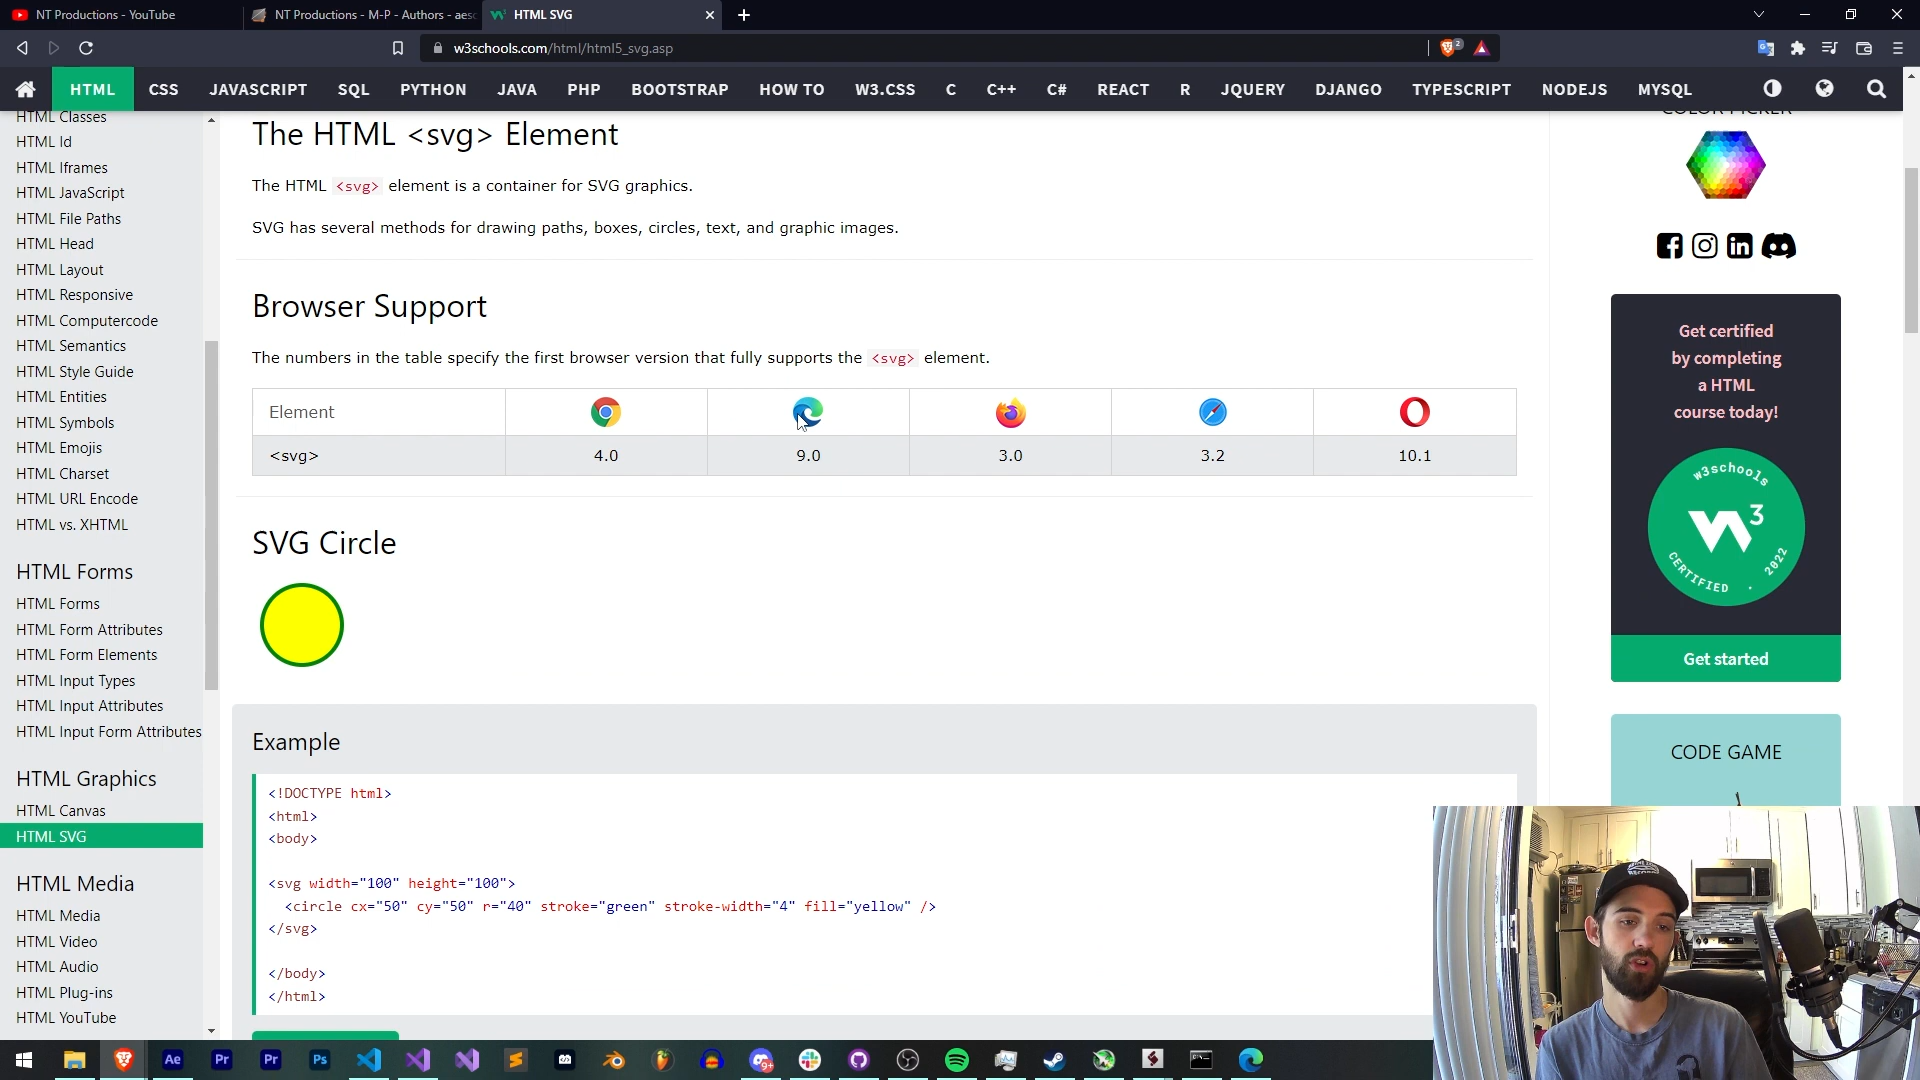 NT Productions - YouTube
NT Productions - M-P - Authors - aesc
HTML SVG
w3schools.com/html/html5_svg.asp
2
HTML
CSS
JAVASCRIPT
SQL
PYTHON
JAVA
PHP
BOOTSTRAP
HOW TO
W3.CSS
C
C++
C#
REACT
R
JQUERY
DJANGO
TYPESCRIPT
NODEJS
MYSQL
HTML Classes
HTML Id
HTML Iframes
HTML JavaScript
HTML File Paths
HTML Head
HTML Layout
HTML Responsive
HTML Computercode
HTML Semantics
HTML Style Guide
HTML Entities
HTML Symbols
HTML Emojis
HTML Charset
HTML URL Encode
HTML vs. XHTML
HTML Forms
HTML Forms
HTML Form Attributes
HTML Form Elements
HTML Input Types
HTML Input Attributes
HTML Input Form Attributes
HTML Graphics
HTML Canvas
HTML SVG
HTML Media
HTML Media
HTML Video
HTML Audio
HTML Plug-ins
HTML YouTube
The HTML <svg> Element
The HTML <svg> element is a container for SVG graphics.
SVG has several methods for drawing paths, boxes, circles, text, and graphic images.
Browser Support
The numbers in the table specify the first browser version that fully supports the <svg> element.
Element
<svg> 4.0 9.0 3.0 3.2 10.1
SVG Circle
Example
<!DOCTYPE html>
<html>
<body>
<svg width="100" height="100">
<circle cx="50" cy="50" r="40" stroke="green" stroke-width="4" fill="yellow" />
</svg>
</body>
</html>
COLOR PICKER
Get certified
by completing
a HTML
course today!
w3schools
3
CERTIFIED . 2022
Get started
CODE GAME
Ae
Pr
Pr
Ps
9+